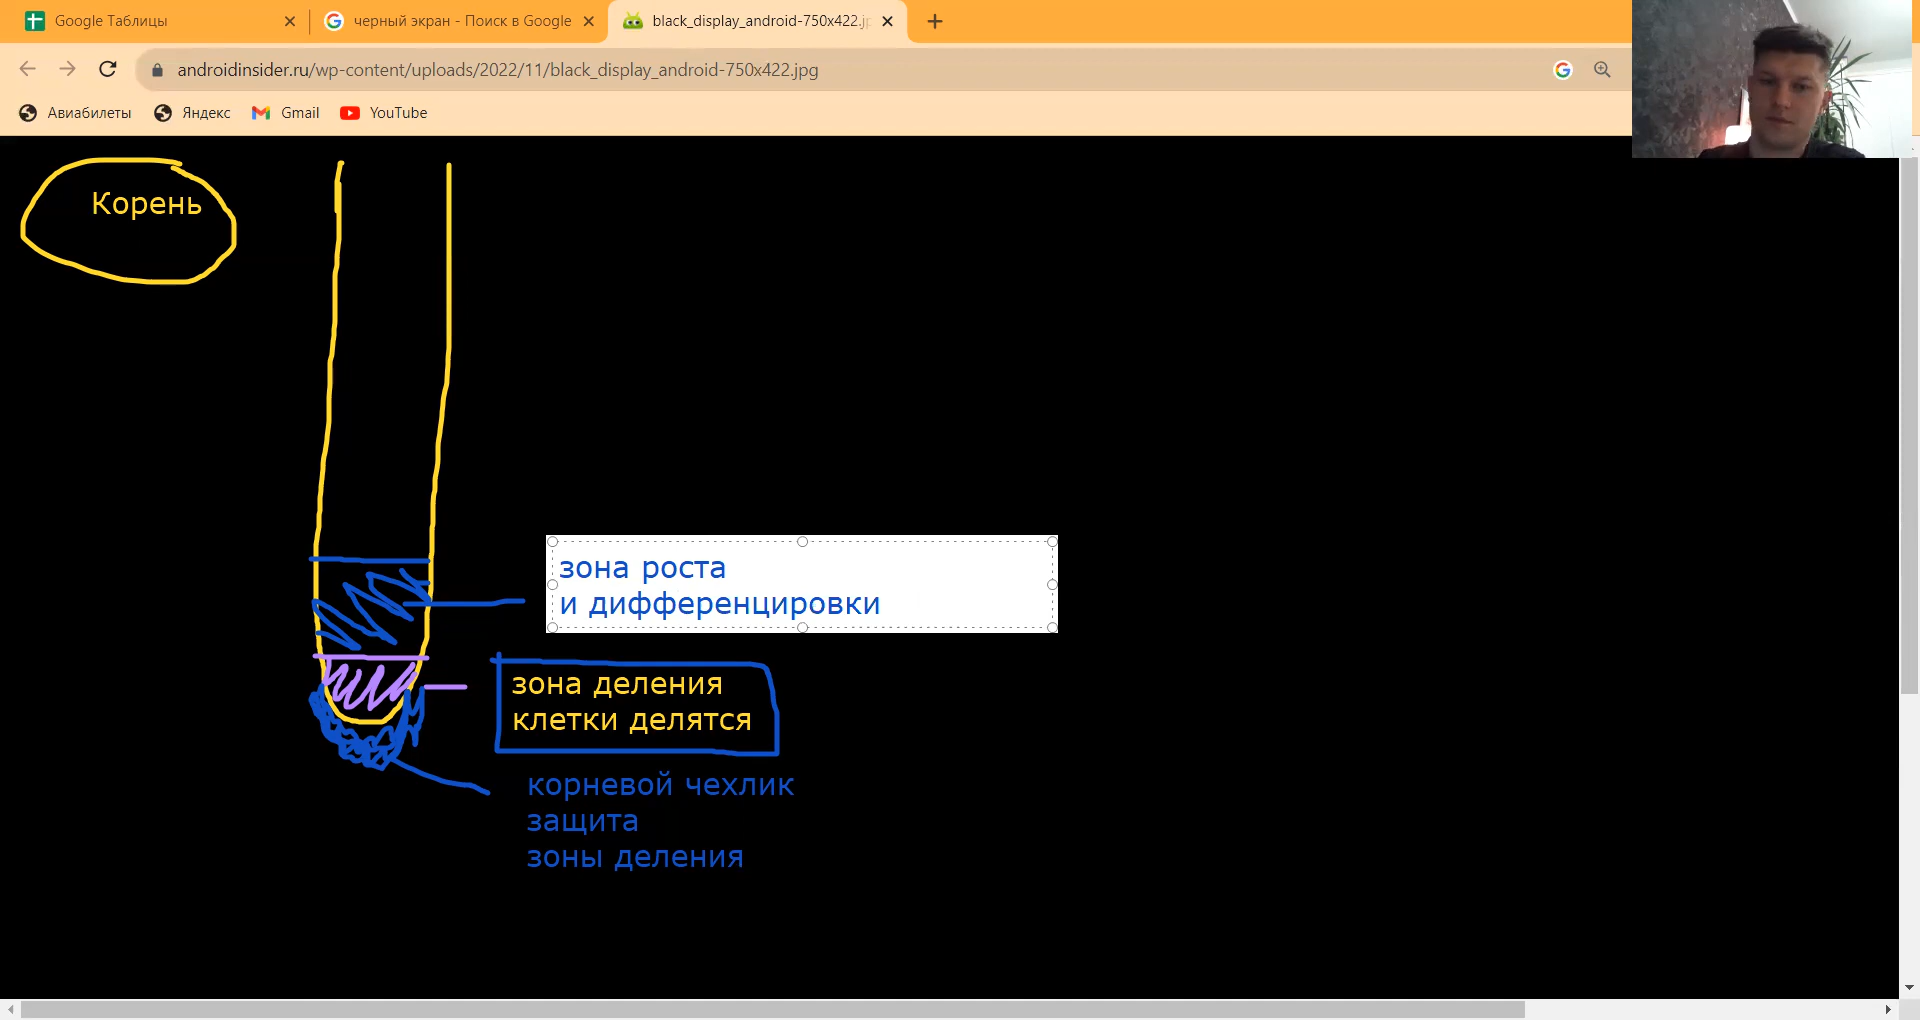 Google Таблицы
черный экран - Поиск в Google
black_display_android-750x422.jp
androidinsider.ru/wp-content/uploads/2022/11/black_display_android-750x422.jpg
Авиабилеты
Яндекс
Gmail
YouTube
Корень
зона роста
и дифференцировки
зона деления
клетки делятся
корневой чехлик
защита
зоны деления